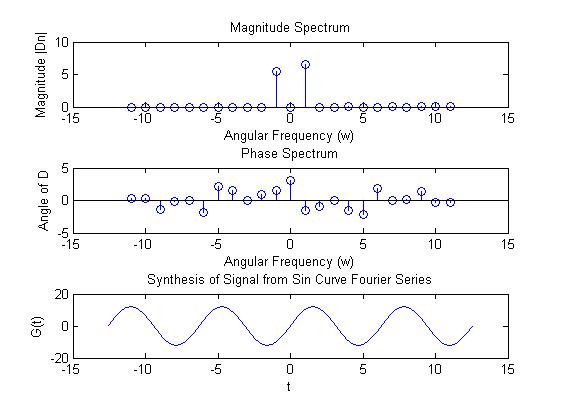 Magnitude Spectrum
Magnitude |Dn|
10
5
0
-15 -10 -5 0 5 10 15
Angular Frequency (w)
Phase Spectrum
Angle of D
5
0
-5
-15 -10 -5 0 5 10 15
Angular Frequency (w)
Synthesis of Signal from Sin Curve Fourier Series
G(t)
20
0
-20
-15 -10 -5 0 5 10 15
t